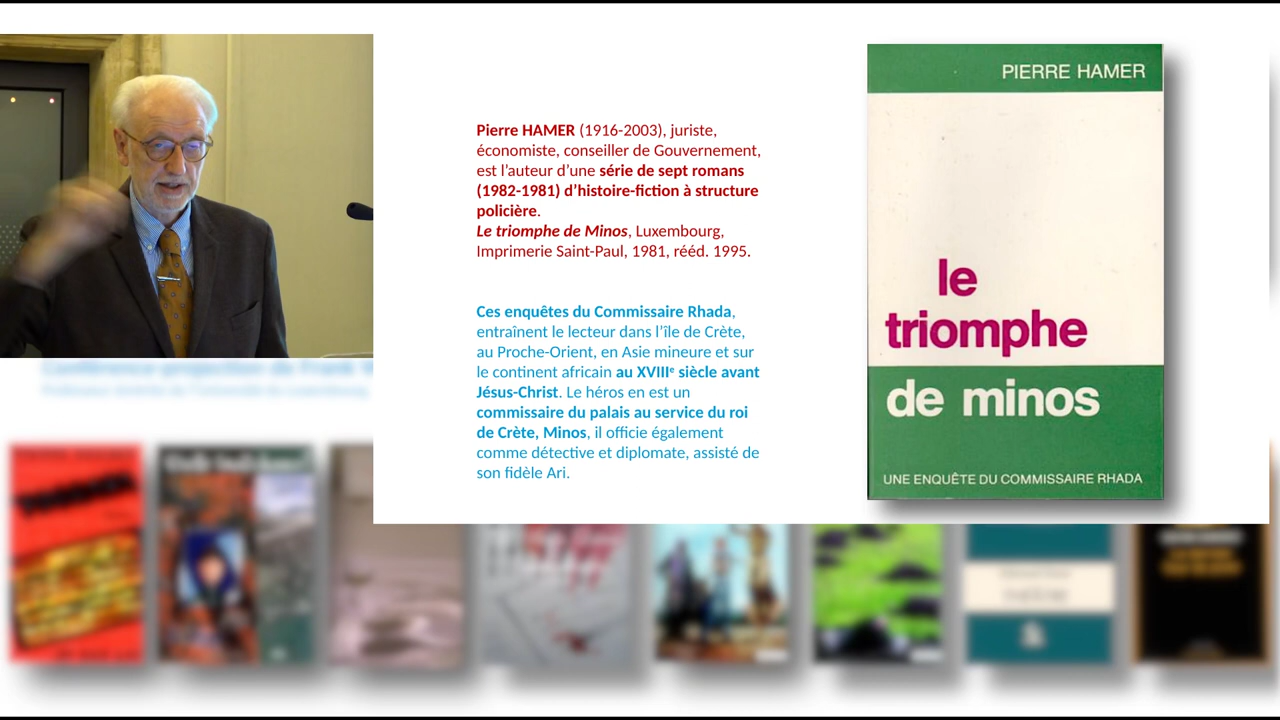 Pierre HAMER (1916-2003), juriste,
économiste, conseiller de Gouvernement,
est l'auteur d'une série de sept romans
(1982-1981) d'histoire-fiction à structure
policière.
Le triomphe de Minos, Luxembourg,
Imprimerie Saint-Paul, 1981, rééd. 1995.
Ces enquêtes du Commissaire Rhada,
entraînent le lecteur dans l'île de Crète,
au Proche-Orient, en Asie mineure et sur
le continent africain au XVIIIᵉ siècle avant
Jésus-Christ. Le héros en est un
commissaire du palais au service du roi
de Crète, Minos, il officie également
comme détective et diplomate, assisté de
son fidèle Ari.
PIERRE HAMER
le
triomphe
de minos
UNE ENQUÊTE DU COMMISSAIRE RHADA
Conférence-projection de Frank